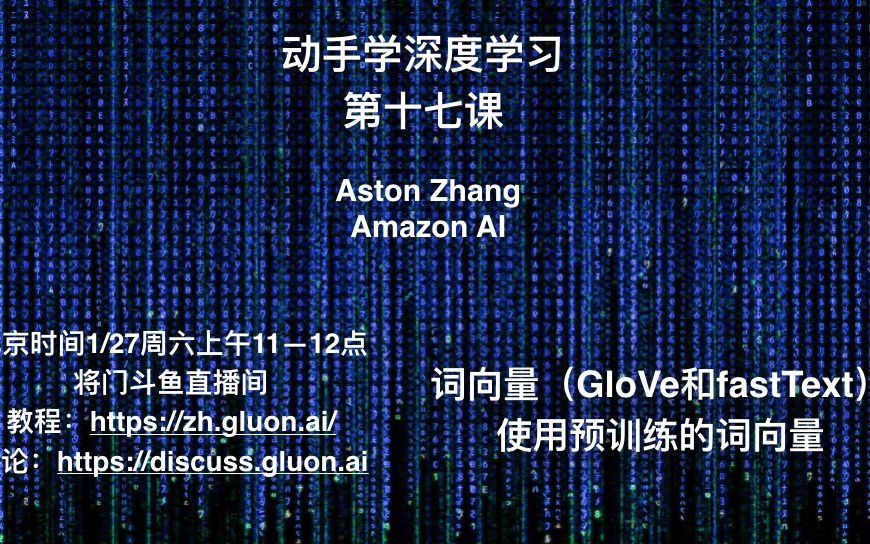 动手学深度学习
第十七课
Aston Zhang
Amazon AI
京时间1/27周六上午11—12点
将门斗鱼直播间
教程：https://zh.gluon.ai/
论：https://discuss.gluon.ai
词向量（GloVe和fastText）
使用预训练的词向量